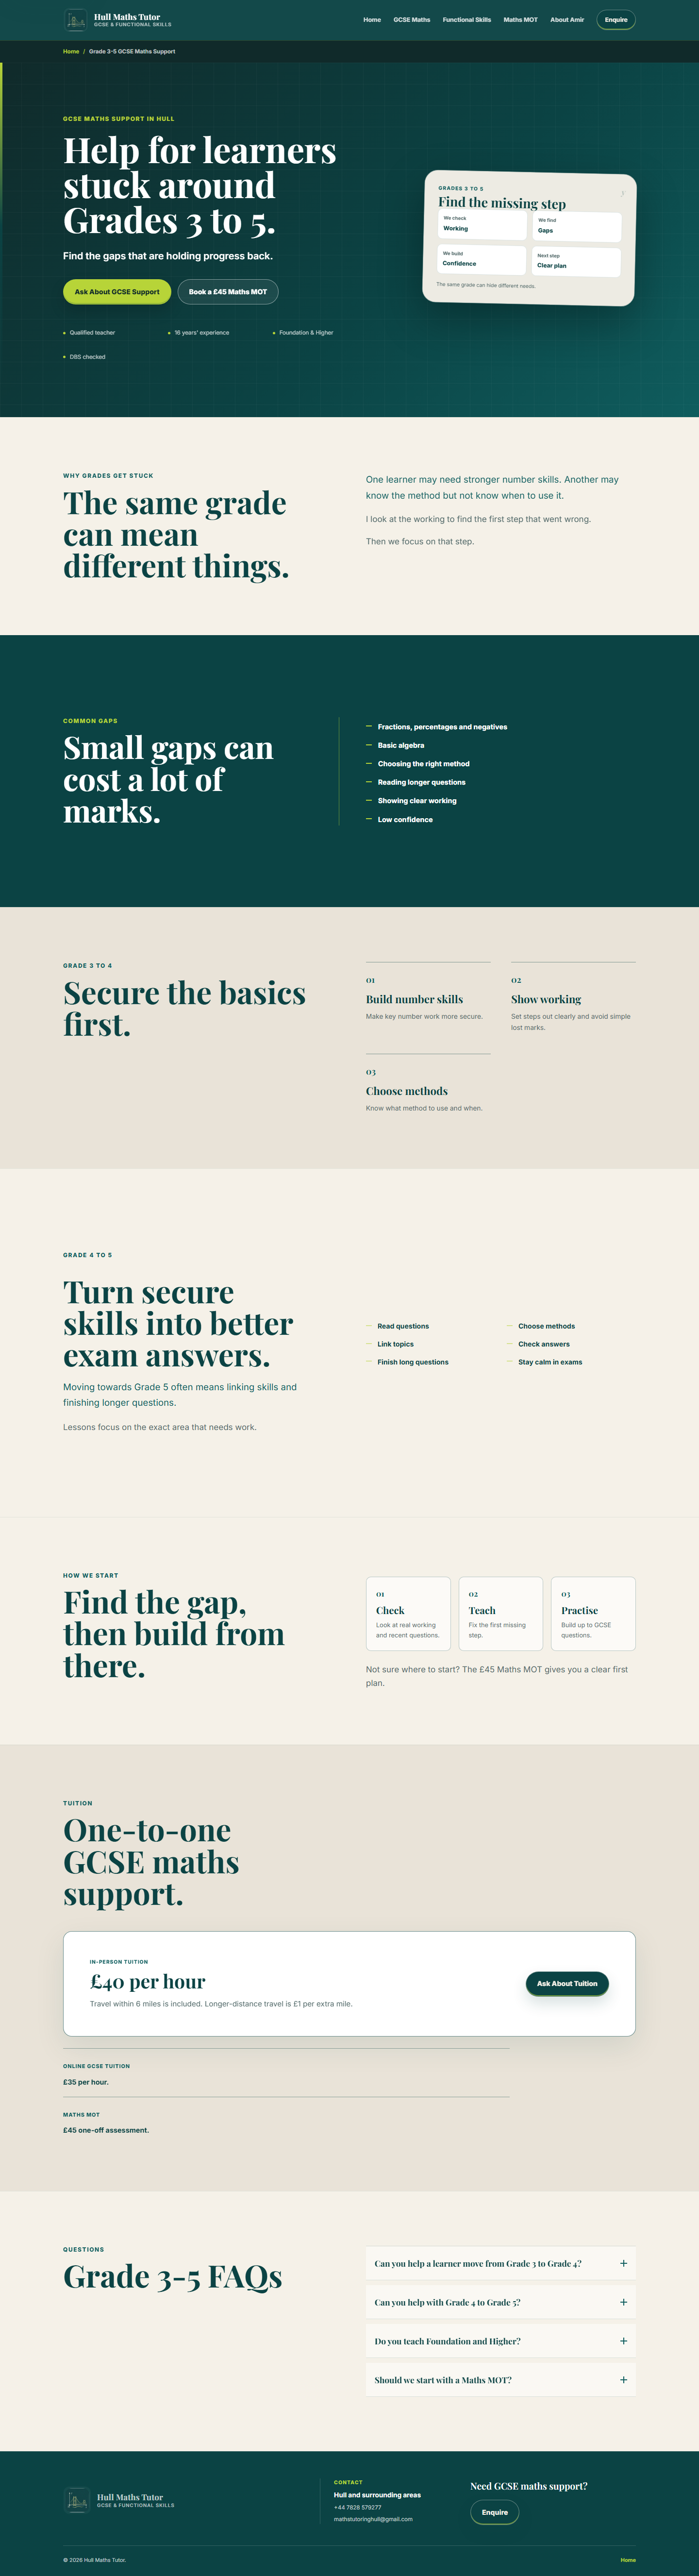 Hull Maths Tutor
GCSE & FUNCTIONAL SKILLS
Home
GCSE Maths
Functional Skills
Maths MOT
About Amir
Enquire
Home / Grade 3-5 GCSE Maths Support
GCSE MATHS SUPPORT IN HULL
Help for learners
stuck around
Grades 3 to 5.
Find the gaps that are holding progress back.
Ask About GCSE Support
Book a £45 Maths MOT
Qualified teacher
16 years' experience
Foundation & Higher
DBS checked
GRADES 3 TO 5
Find the missing step
We check
Working
We find
Gaps
We build
Confidence
Next step
Clear plan
The same grade can hide different needs.
WHY GRADES GET STUCK
The same grade
can mean
different things.
One learner may need stronger number skills. Another may
know the method but not know when to use it.
I look at the working to find the first step that went wrong.
Then we focus on that step.
COMMON GAPS
Small gaps can
cost a lot of
marks.
Fractions, percentages and negatives
Basic algebra
Choosing the right method
Reading longer questions
Showing clear working
Low confidence
GRADE 3 TO 4
Secure the basics
first.
01
Build number skills
Make key number work more secure.
02
Show working
Set steps out clearly and avoid simple
lost marks.
03
Choose methods
Know what method to use and when.
GRADE 4 TO 5
Turn secure
skills into better
exam answers.
Moving towards Grade 5 often means linking skills and
finishing longer questions.
Lessons focus on the exact area that needs work.
Read questions
Choose methods
Link topics
Check answers
Finish long questions
Stay calm in exams
HOW WE START
Find the gap,
then build from
there.
01
Check
Look at real working
and recent questions.
02
Teach
Fix the first missing
step.
03
Practise
Build up to GCSE
questions.
Not sure where to start? The £45 Maths MOT gives you a clear first
plan.
TUITION
One-to-one
GCSE maths
support.
IN-PERSON TUITION
£40 per hour
Travel within 6 miles is included. Longer-distance travel is £1 per extra mile.
Ask About Tuition
ONLINE GCSE TUITION
£35 per hour.
MATHS MOT
£45 one-off assessment.
QUESTIONS
Grade 3-5 FAQs
Can you help a learner move from Grade 3 to Grade 4?
Can you help with Grade 4 to Grade 5?
Do you teach Foundation and Higher?
Should we start with a Maths MOT?
Hull Maths Tutor
GCSE & FUNCTIONAL SKILLS
CONTACT
Hull and surrounding areas
+44 7828 579277
mathstutoringhull@gmail.com
Need GCSE maths support?
Enquire
© 2026 Hull Maths Tutor.
Home